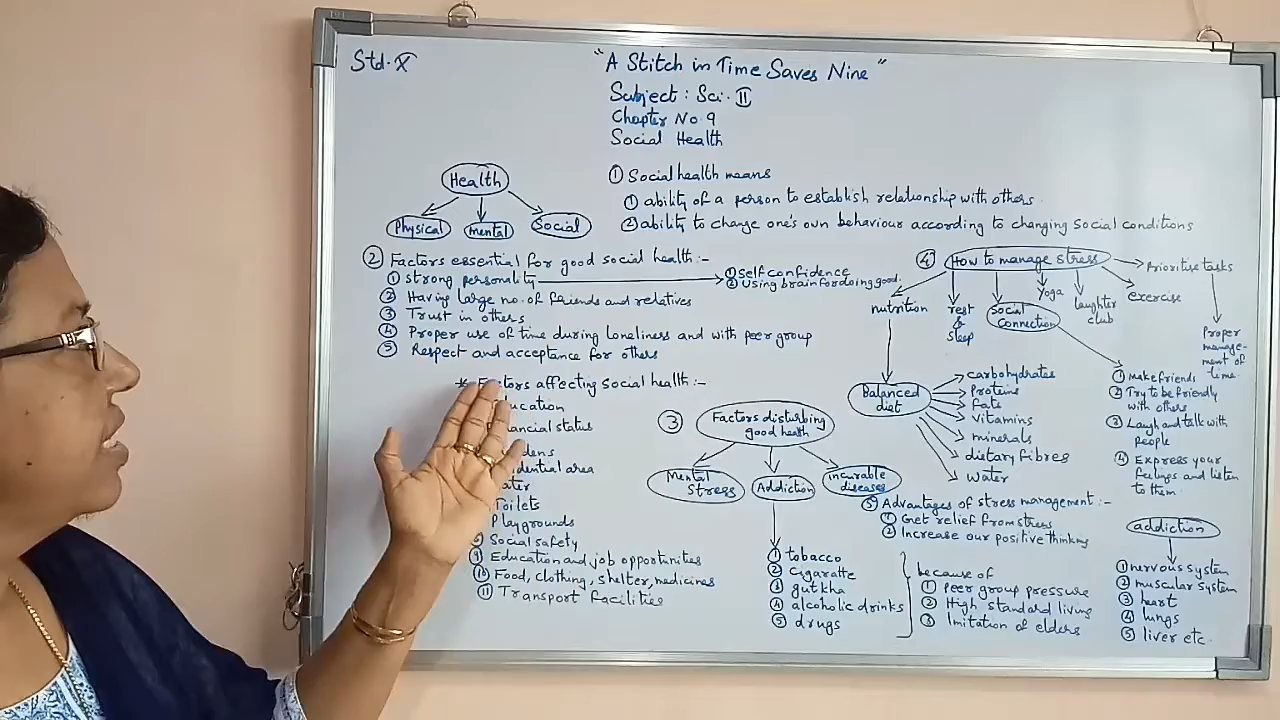 Std. X
"A Stitch in Time Saves Nine"
Subject : Sci. II
Chapter No 9
Social Health
Health
Physical
mental
Social
① Social health means
① ability of a person to establish relationship with others
② ability to change one's own behaviour according to changing social conditions
② Factors essential for good social health :-
① strong personality
① self confidence
② Using brain for doing good.
② Having large no. of friends and relatives
③ Trust in others
④ Proper use of time during loneliness and with peer group
⑤ Respect and acceptance for others
* Factors affecting Social health :-
Toilets
Playgrounds
Social safety
⑨ Education and job opportunities
⑩ Food, clothing, shelter, medicines
⑪ Transport facilities
③ Factors disturbing
good health
Mental
Stress
Addiction
incurable
diseases
① tobacco
② cigaratte
③ gutkha
④ alcoholic drinks
⑤ drugs
because of
① peer group pressure
② High standard living
③ Imitation of elders
④ How to manage stress
nutrition
rest
&
sleep
Social
Connection
Yoga
laughter
club
exercise
Prioritise tasks
Proper
manage-
ment of
time.
Balanced
diet
carbohydrates
Proteins
Fats
Vitamins
minerals
dietary fibres
water
① Make friends
② Try to be friendly
with others
③ Laugh and talk with
people
④ Express your
feelings and listen
to them.
⑤ Advantages of stress management :-
① Get relief from stress
② Increase our positive thinking
addiction
① nervous system
② muscular system
③ heart
④ lungs
⑤ liver etc.